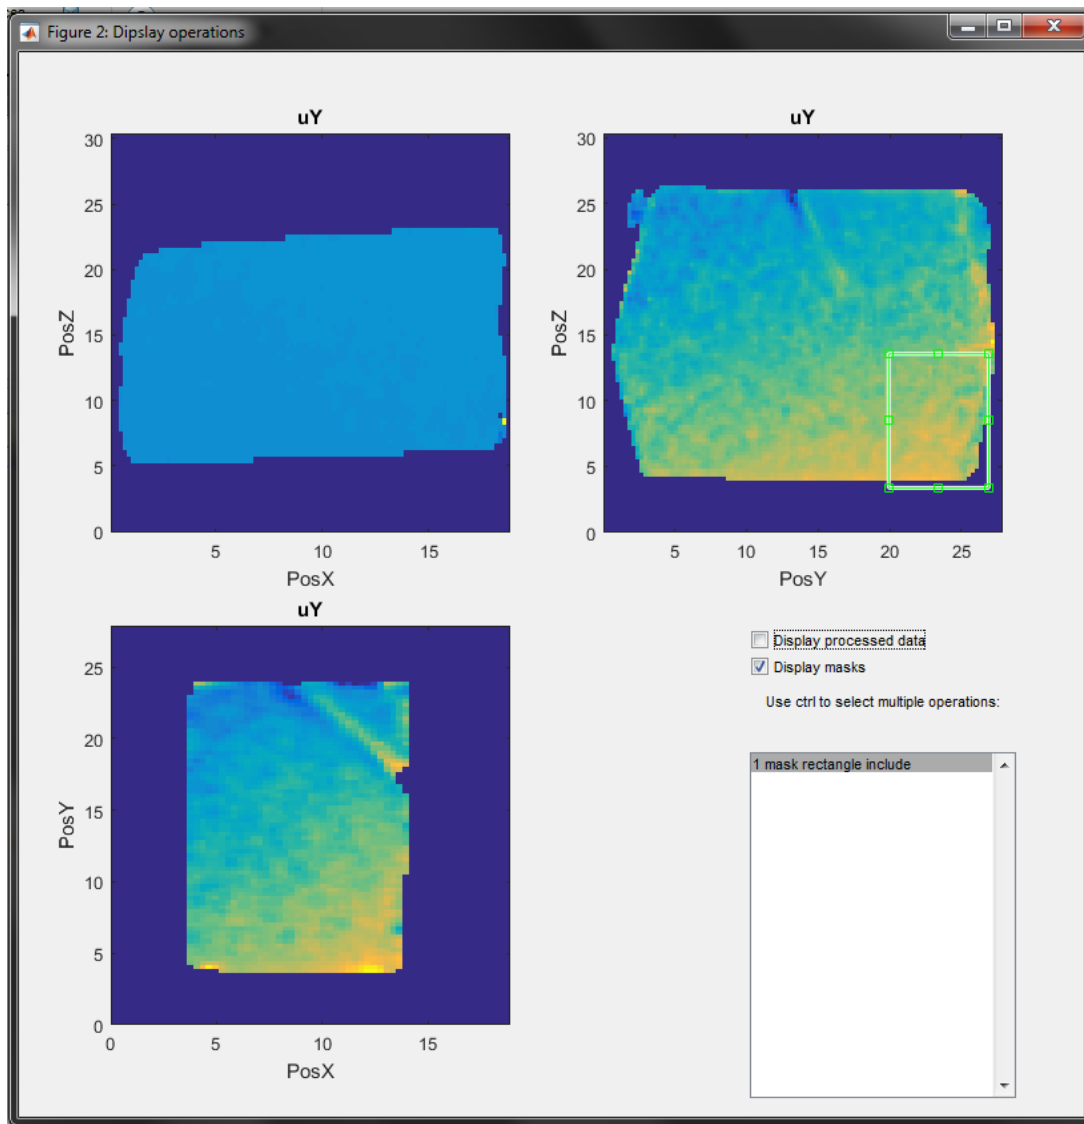 Figure 2: Dipslay operations
uY
30
25
20
15
10
5
0
PosZ
5 10 15
PosX
uY
30
25
20
15
10
5
0
PosZ
5 10 15 20 25
PosY
uY
25
20
15
10
5
0
PosY
0 5 10 15
PosX
Display processed data
Display masks
Use ctrl to select multiple operations:
1 mask rectangle include